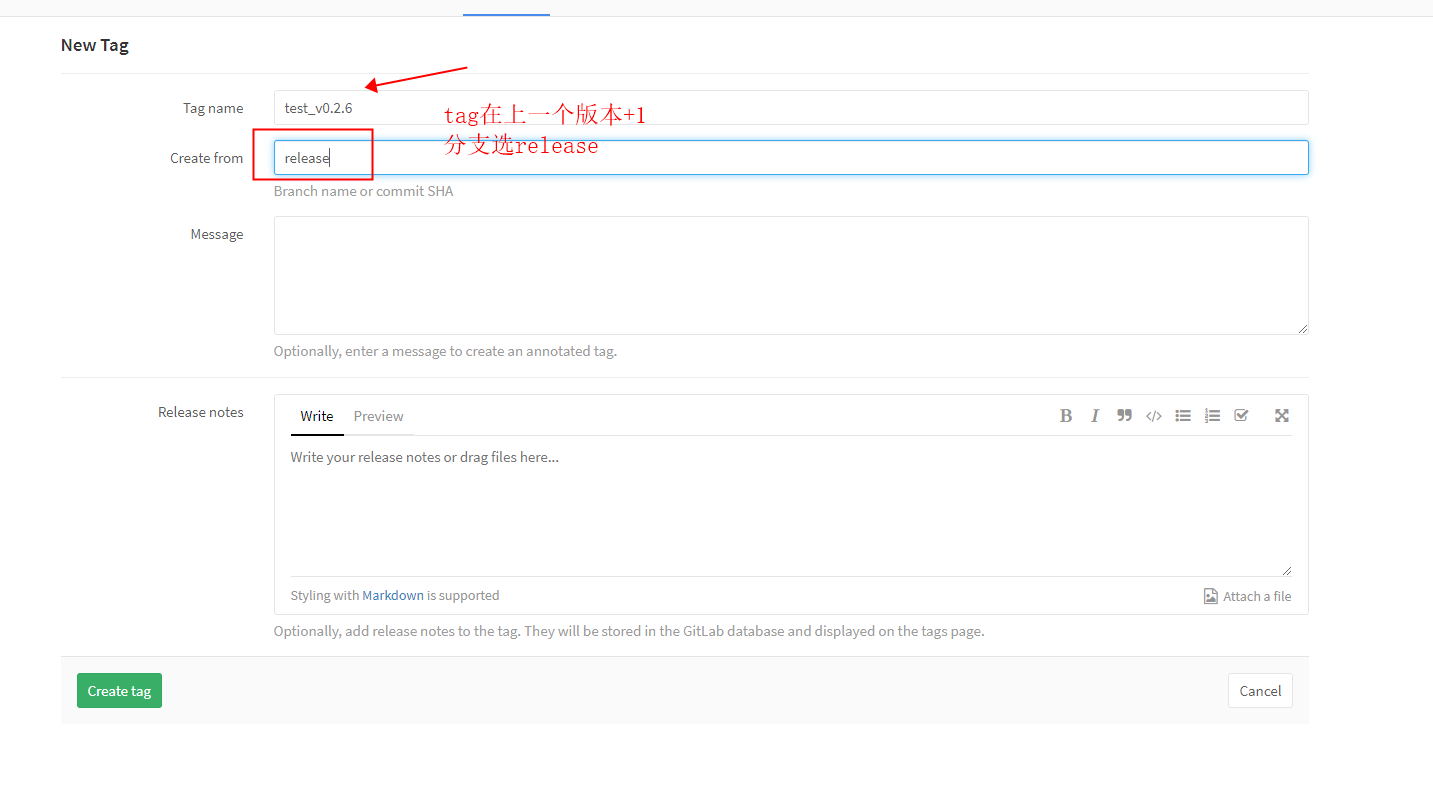 New Tag
Tag name
test_v0.2.6
tag在上一个版本+1
分支选release
Create from
release
Branch name or commit SHA
Message
Optionally, enter a message to create an annotated tag.
Release notes
Write Preview
Write your release notes or drag files here...
Styling with Markdown is supported
Attach a file
Optionally, add release notes to the tag. They will be stored in the GitLab database and displayed on the tags page.
Create tag
Cancel